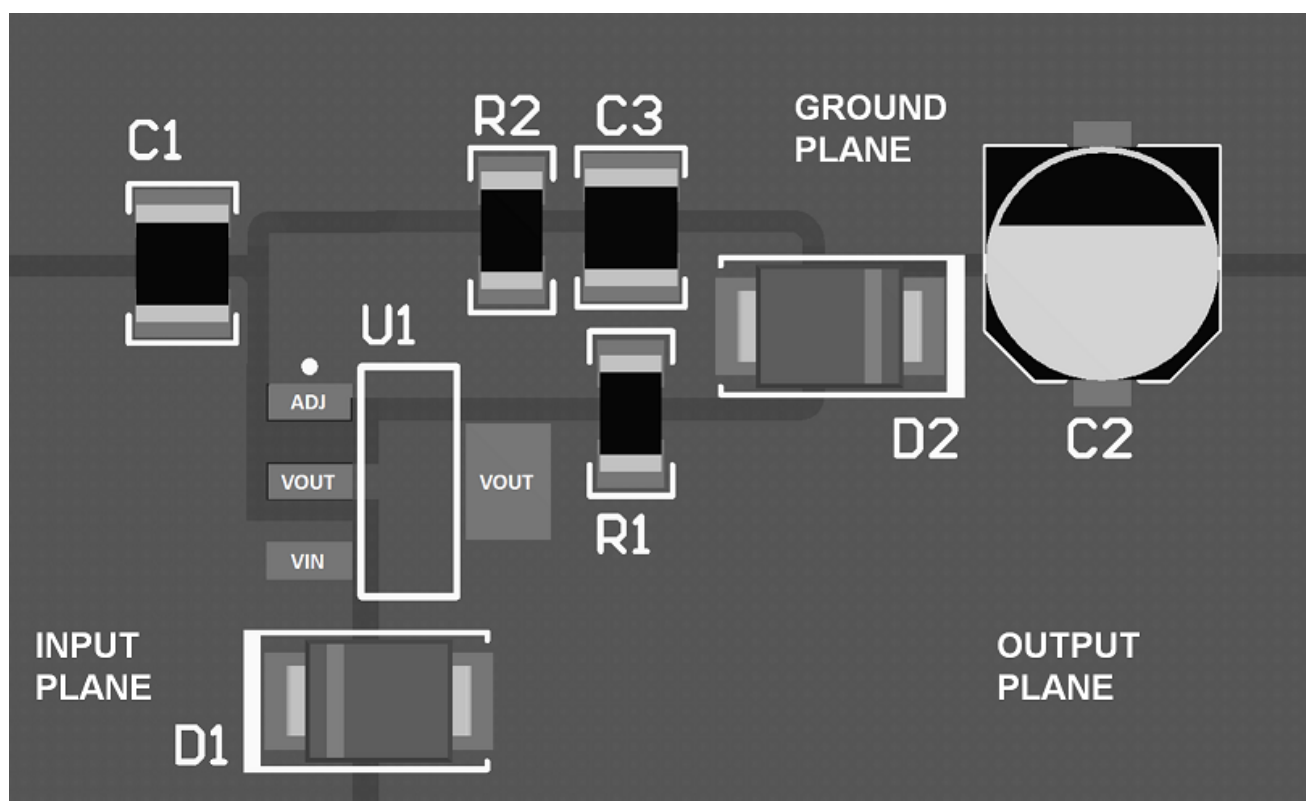 C1
R2
C3
GROUND
PLANE
U1
ADJ
VOUT
VOUT
VIN
R1
D2
C2
INPUT
PLANE
D1
OUTPUT
PLANE